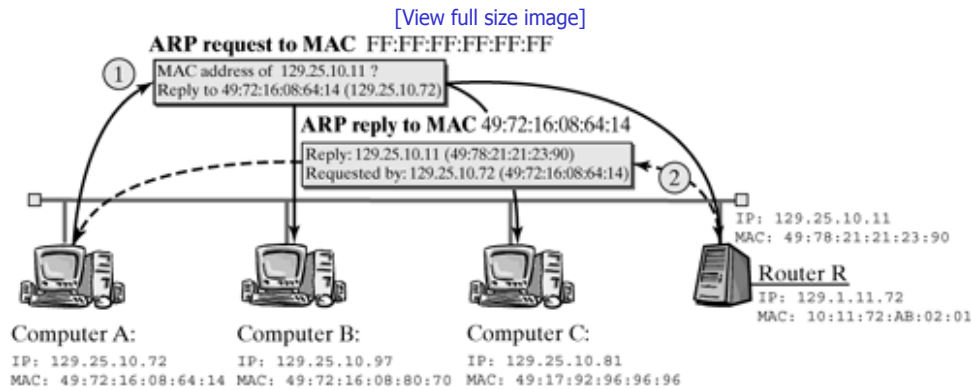 [View full size image]
ARP request to MAC FF:FF:FF:FF:FF:FF
1
MAC address of 129.25.10.11 ?
Reply to 49:72:16:08:64:14 (129.25.10.72)
ARP reply to MAC 49:72:16:08:64:14
Reply: 129.25.10.11 (49:78:21:21:23:90)
Requested by: 129.25.10.72 (49:72:16:08:64:14)
2
IP: 129.25.10.11
MAC: 49:78:21:21:23:90
Router R
IP: 129.1.11.72
MAC: 10:11:72:AB:02:01
Computer A:
IP: 129.25.10.72
MAC: 49:72:16:08:64:14
Computer B:
IP: 129.25.10.97
MAC: 49:72:16:08:80:70
Computer C:
IP: 129.25.10.81
MAC: 49:17:92:96:96:96